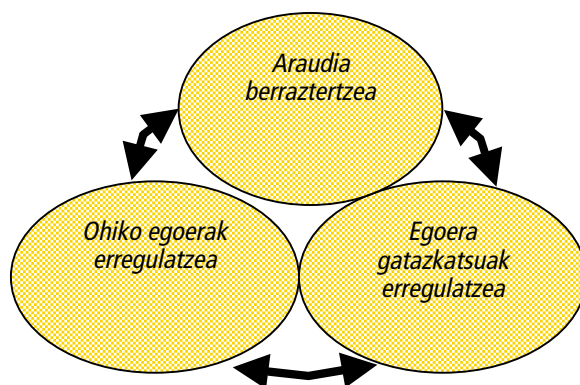 Araudia
berraztertzea
Ohiko egoerak
erregulatzea
Egoera
gatazkatsuak
erregulatzea